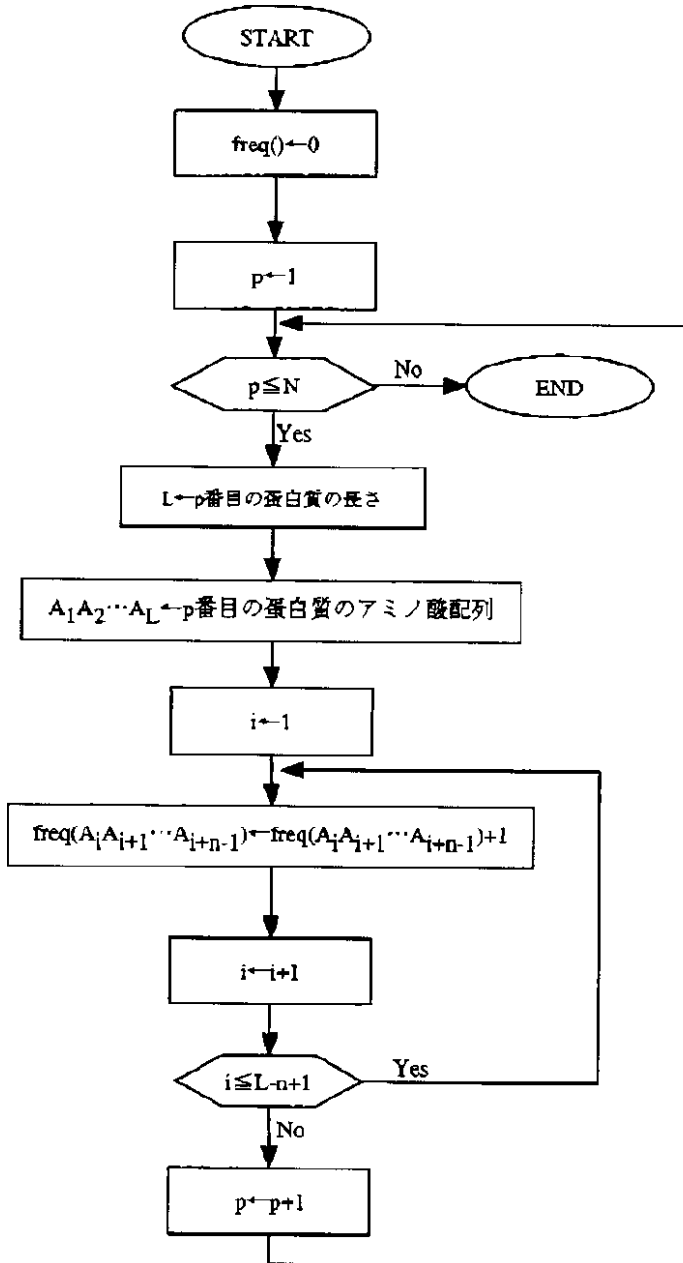 START
freq()←0
p←1
p≦N
No
END
Yes
L←p番目の蛋白質の長さ
A1A2⋯AL←p番目の蛋白質のアミノ酸配列
i←1
freq(AiAi+1⋯Ai+n-1)←freq(AiAi+1⋯Ai+n-1)+1
i←i+1
i≦L-n+1
Yes
No
p←p+1